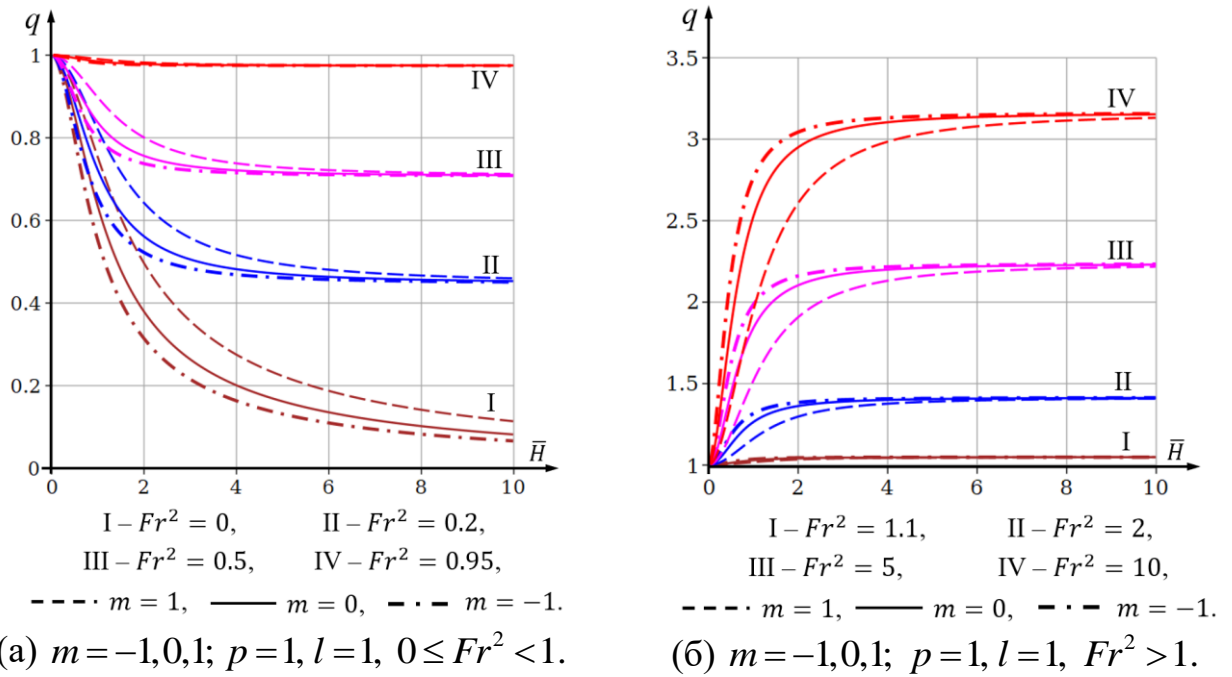 q
1
0.8
0.6
0.4
0.2
0
IV
III
II
I
H̅
0 2 4 6 8 10
I – Fr² = 0, II – Fr² = 0.2,
III – Fr² = 0.5, IV – Fr² = 0.95,
m = 1, m = 0, m = −1.
(а) m = −1,0,1; p = 1, l = 1, 0 ≤ Fr² < 1.
q
3.5
3
2.5
2
1.5
1
IV
III
II
I
H̅
0 2 4 6 8 10
I – Fr² = 1.1, II – Fr² = 2,
III – Fr² = 5, IV – Fr² = 10,
m = 1, m = 0, m = −1.
(б) m = −1,0,1; p = 1, l = 1, Fr² > 1.